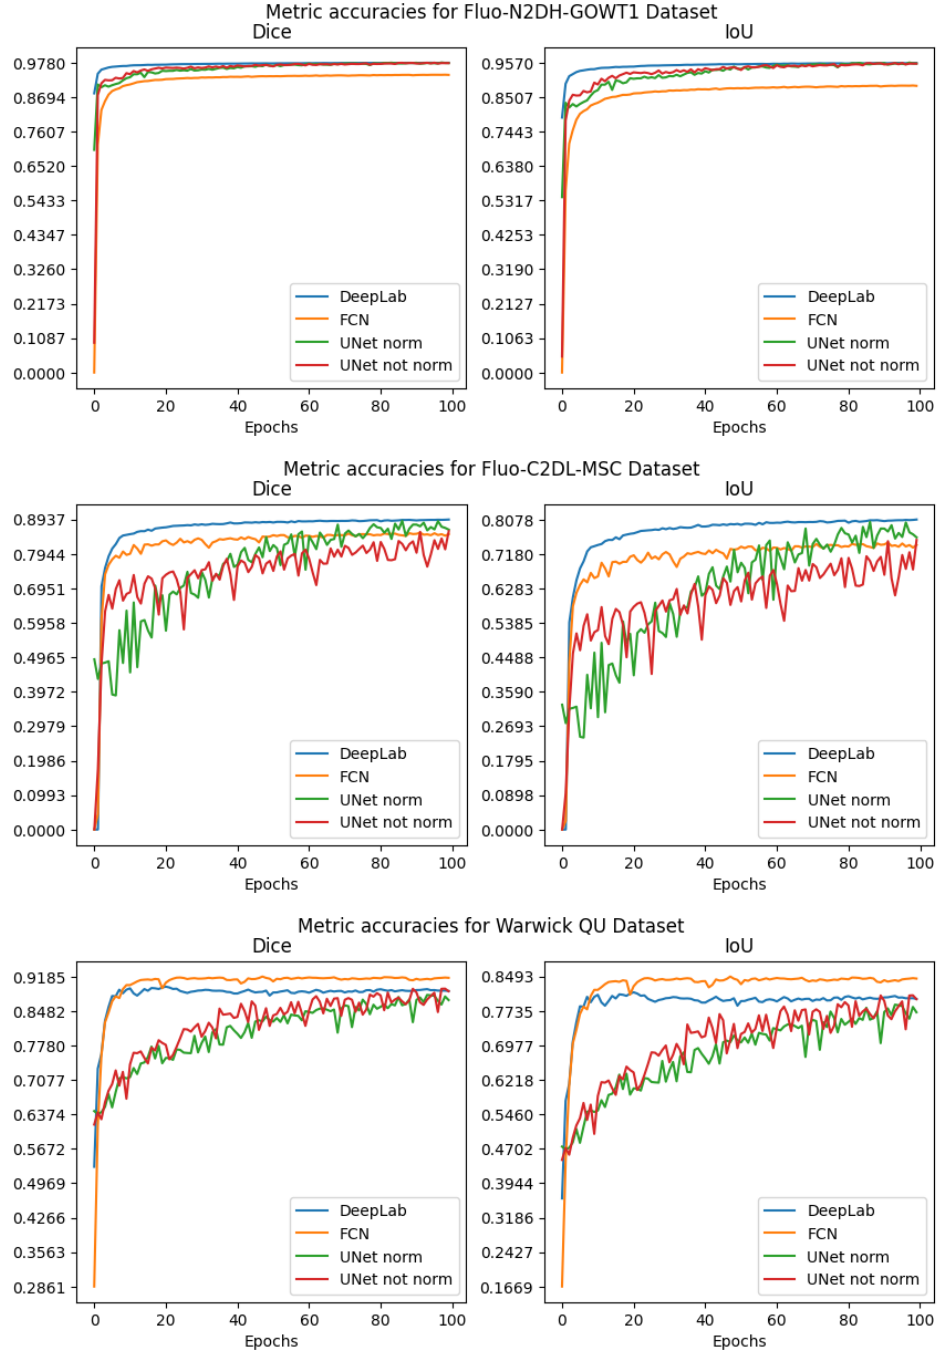 Metric accuracies for Fluo-N2DH-GOWT1 Dataset
Dice
0.9780
0.8694
0.7607
0.6520
0.5433
0.4347
0.3260
0.2173
0.1087
0.0000
0 20 40 60 80 100
Epochs
DeepLab
FCN
UNet norm
UNet not norm
IoU
0.9570
0.8507
0.7443
0.6380
0.5317
0.4253
0.3190
0.2127
0.1063
0.0000
0 20 40 60 80 100
Epochs
DeepLab
FCN
UNet norm
UNet not norm
Metric accuracies for Fluo-C2DL-MSC Dataset
Dice
0.8937
0.7944
0.6951
0.5958
0.4965
0.3972
0.2979
0.1986
0.0993
0.0000
0 20 40 60 80 100
Epochs
DeepLab
FCN
UNet norm
UNet not norm
IoU
0.8078
0.7180
0.6283
0.5385
0.4488
0.3590
0.2693
0.1795
0.0898
0.0000
0 20 40 60 80 100
Epochs
DeepLab
FCN
UNet norm
UNet not norm
Metric accuracies for Warwick QU Dataset
Dice
0.9185
0.8482
0.7780
0.7077
0.6374
0.5672
0.4969
0.4266
0.3563
0.2861
0 20 40 60 80 100
Epochs
DeepLab
FCN
UNet norm
UNet not norm
IoU
0.8493
0.7735
0.6977
0.6218
0.5460
0.4702
0.3944
0.3186
0.2427
0.1669
0 20 40 60 80 100
Epochs
DeepLab
FCN
UNet norm
UNet not norm